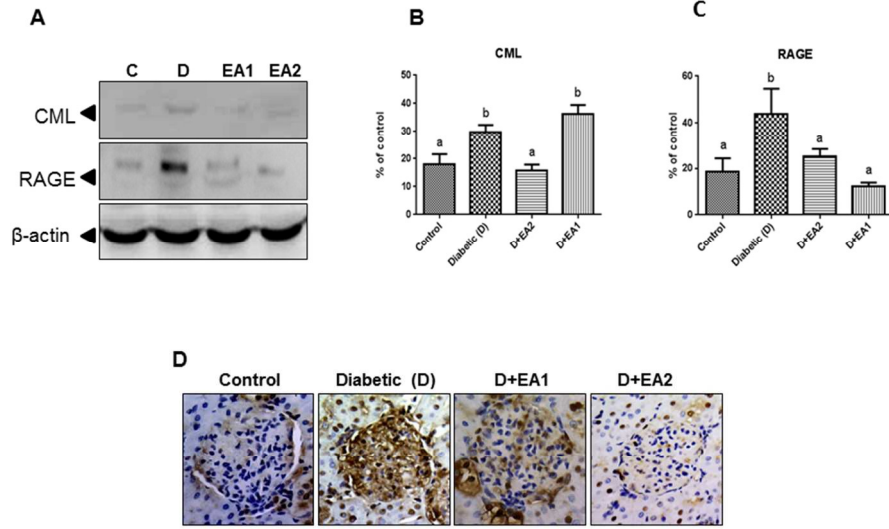 A
C D EA1 EA2
CML
RAGE
β-actin
B
CML
% of control
50
40
30
20
10
0
a
b
a
b
Control
Diabetic (D)
D+EA2
D+EA1
C
RAGE
% of control
60
40
20
0
a
b
a
a
Control
Diabetic (D)
D+EA2
D+EA1
D
Control Diabetic (D) D+EA1 D+EA2